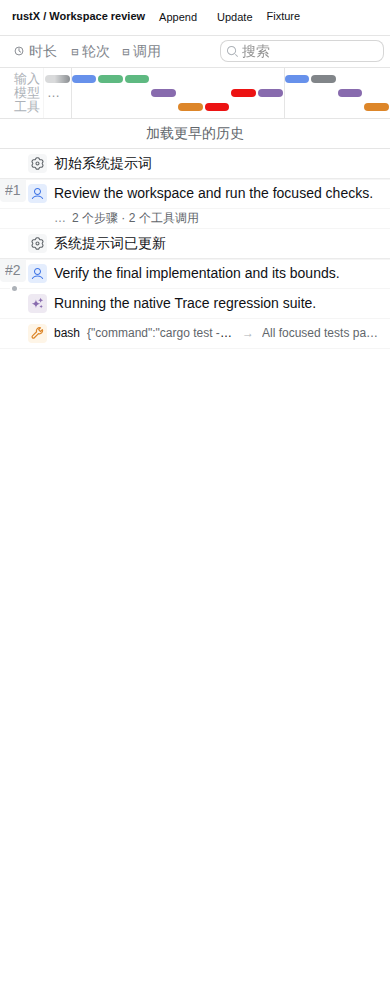 rustX / Workspace review Append Update Fixture
时长 轮次 调用 搜索
输入
模型 …
工具
加载更早的历史
初始系统提示词
#1 Review the workspace and run the focused checks.
… 2 个步骤 · 2 个工具调用
系统提示词已更新
#2 Verify the final implementation and its bounds.
Running the native Trace regression suite.
bash {"command":"cargo test -… → All focused tests pa…